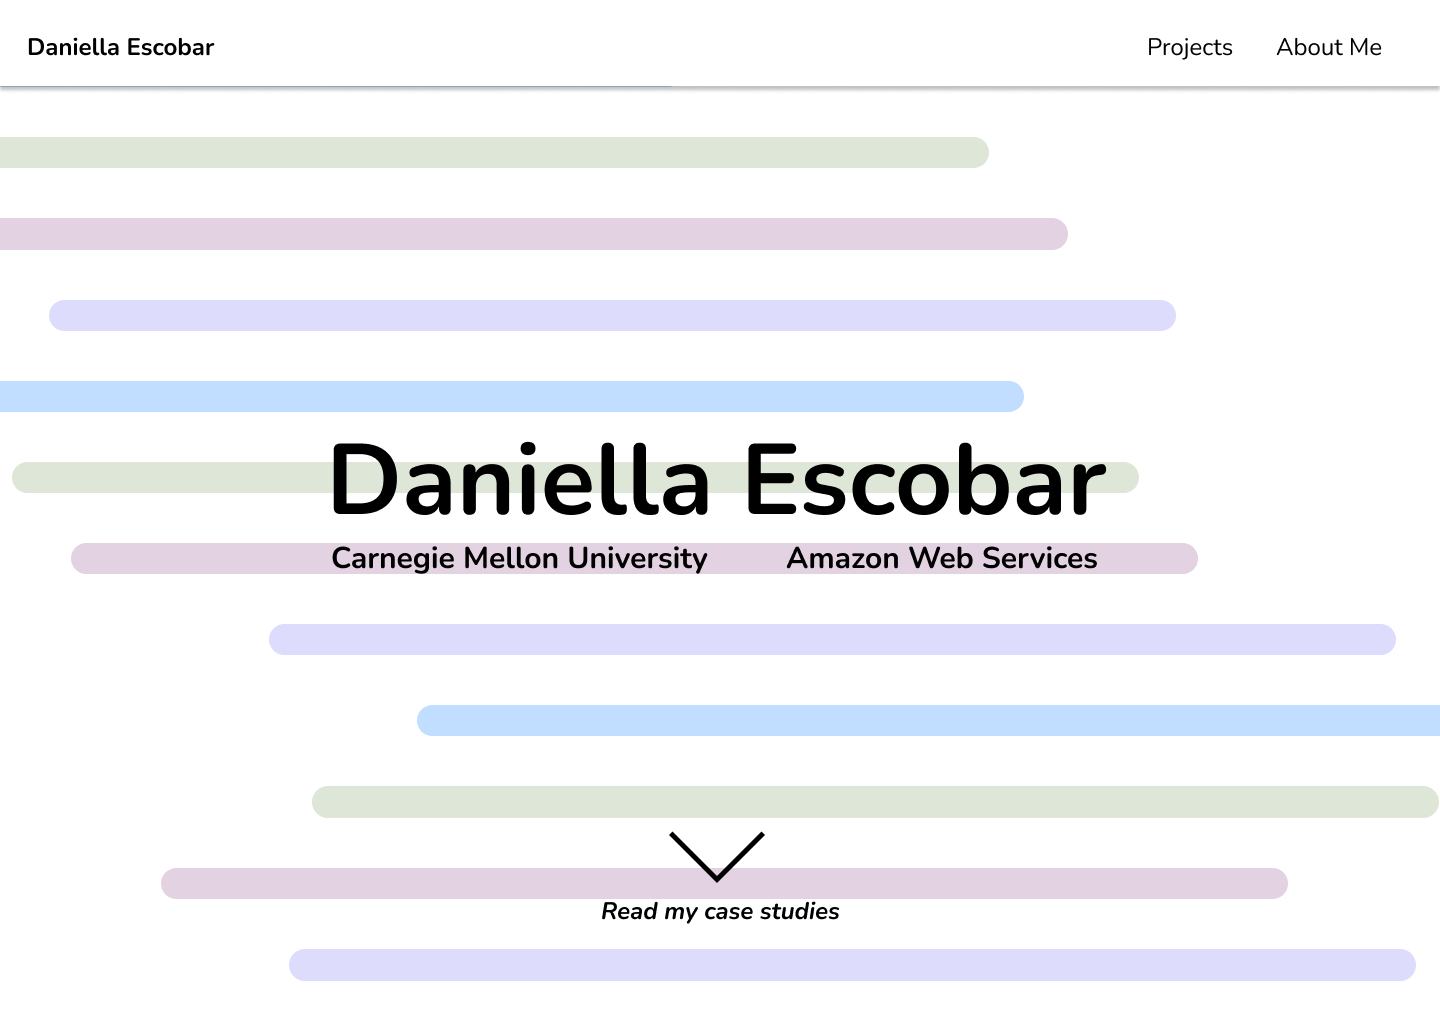 Daniella Escobar Projects About Me
Daniella Escobar
Carnegie Mellon University Amazon Web Services
Read my case studies